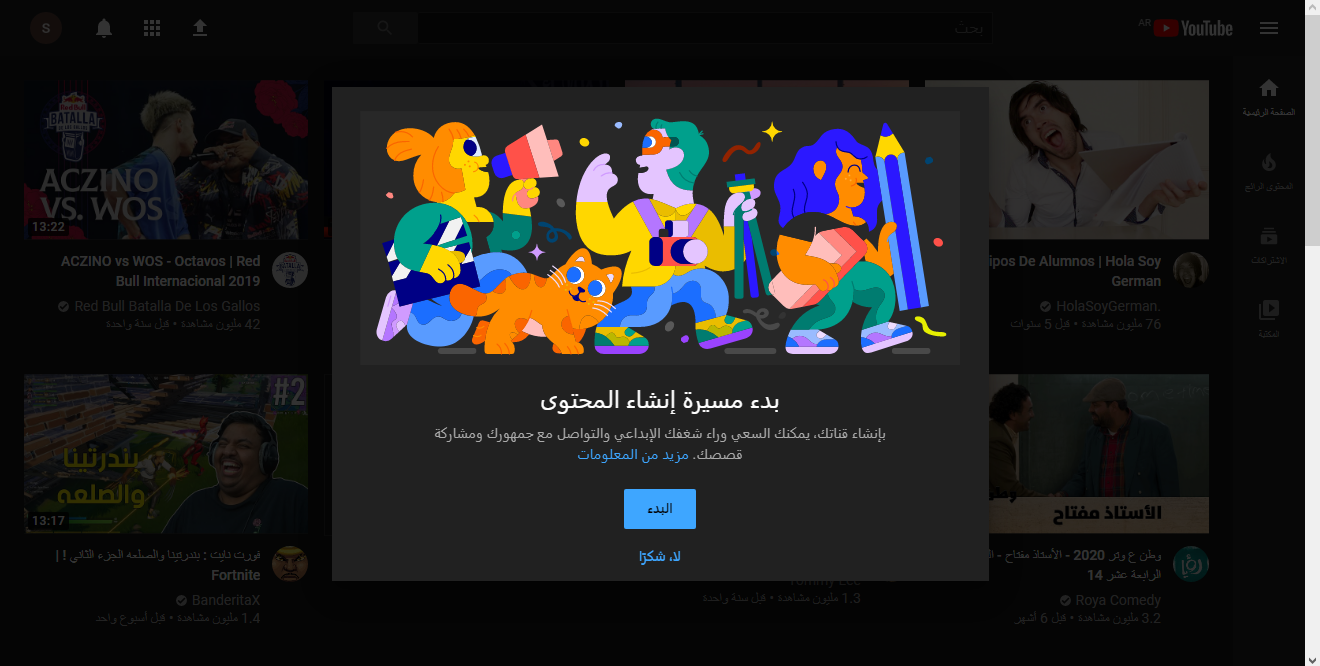 AR
YouTube
بحث
S
الصفحة الرئيسية
المحتوى الرائج
الاشتراكات
المكتبة
Red Bull
BATALLA
ACZINO
VS. WOS
13:22
ACZINO vs WOS - Octavos | Red
Bull Internacional 2019
Red Bull Batalla De Los Gallos
42 مليون مشاهدة • قبل سنة واحدة
ipos De Alumnos | Hola Soy
German
HolaSoyGerman.
76 مليون مشاهدة • قبل 5 سنوات
بدء مسيرة إنشاء المحتوى
بإنشاء قناتك، يمكنك السعي وراء شغفك الإبداعي والتواصل مع جمهورك ومشاركة
قصصك. مزيد من المعلومات
البدء
لا، شكرًا
#2
بندرتينا
والصلعه
13:17
فورت نايت : بندرتينا والصلعه الجزء الثاني ! |
Fortnite
BanderitaX
1.4 مليون مشاهدة • قبل أسبوع واحد
Tommy Lee
1.3 مليون مشاهدة • قبل سنة واحدة
الأستاذ مفتاح
رؤيا
وطن ع وتر 2020 - الأستاذ مفتاح - ال
الرابعة عشر 14
Roya Comedy
3.2 مليون مشاهدة • قبل 6 أشهر